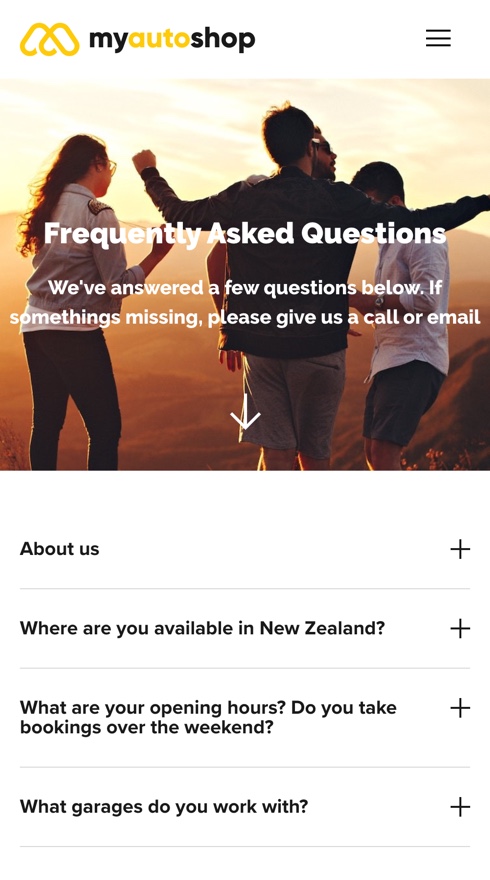 myautoshop
Frequently Asked Questions
We've answered a few questions below. If
somethings missing, please give us a call or email
About us
Where are you available in New Zealand?
What are your opening hours? Do you take
bookings over the weekend?
What garages do you work with?